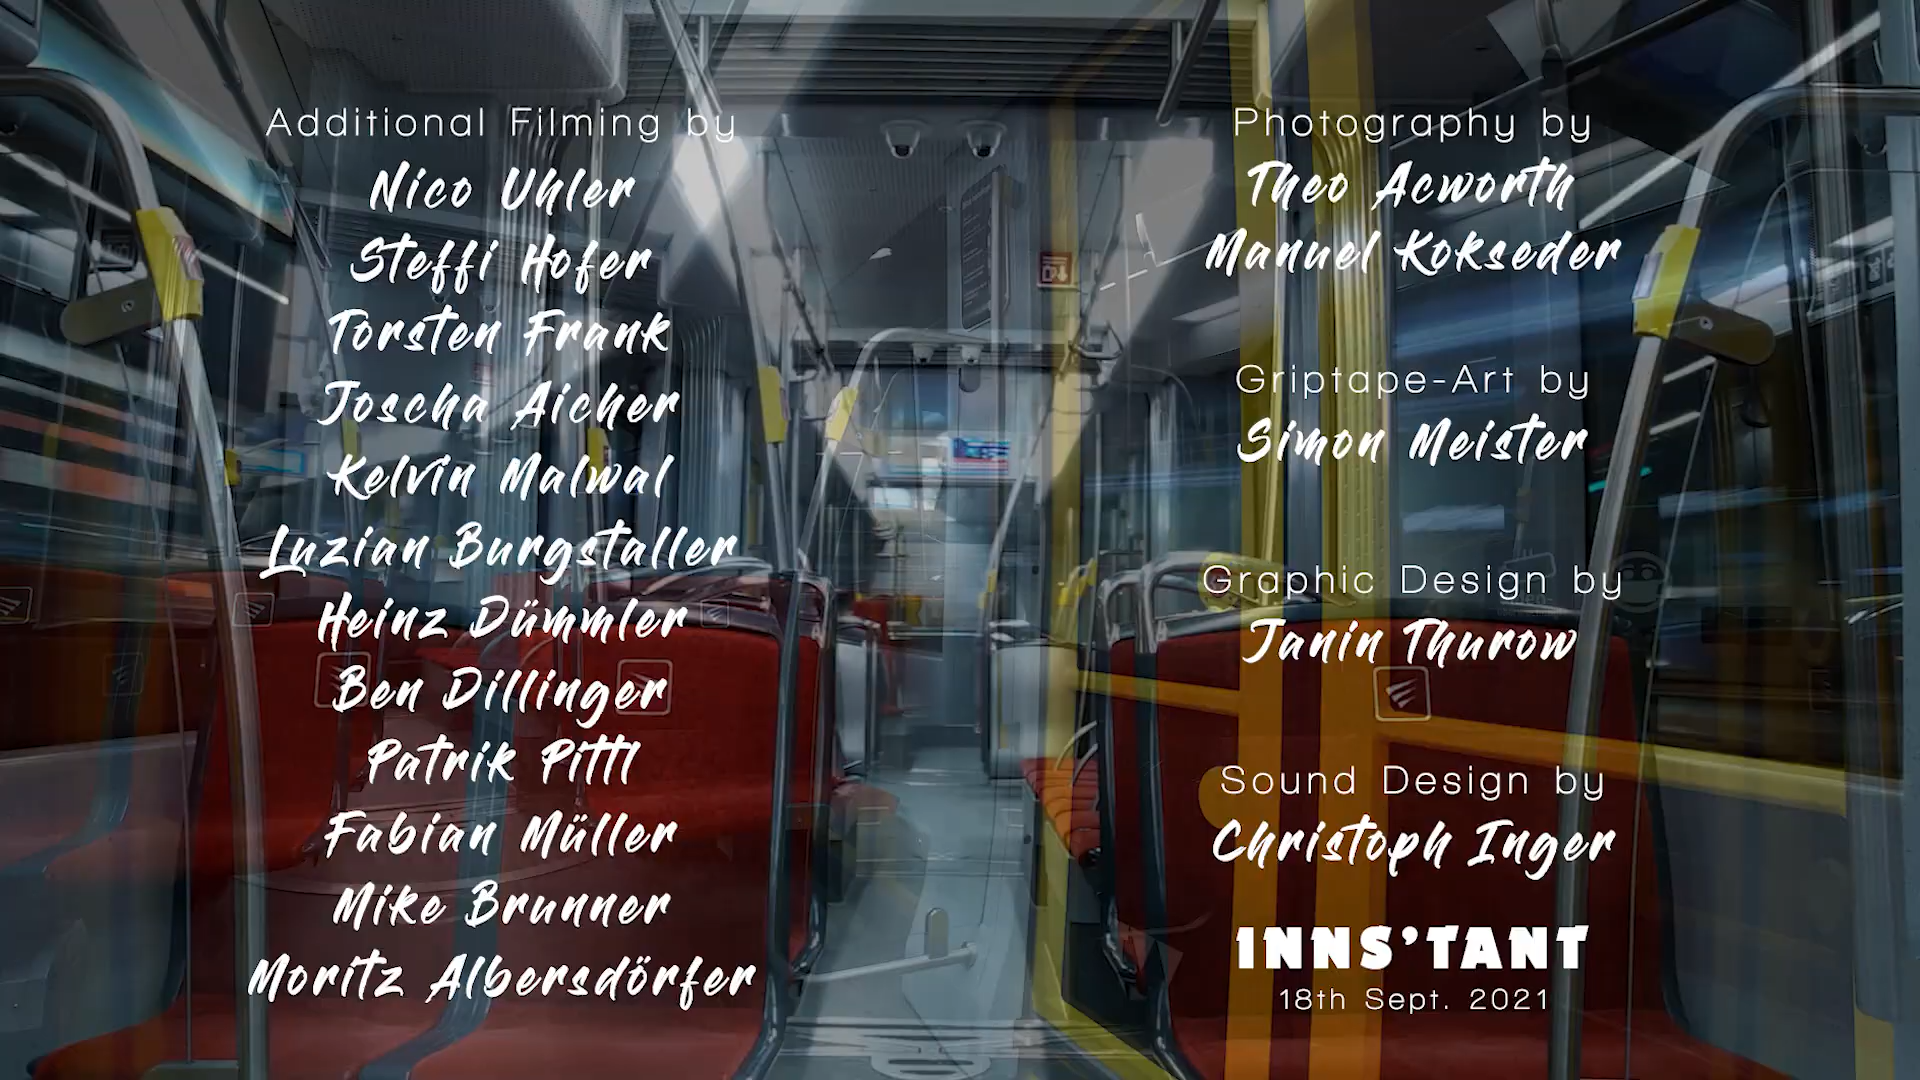 Additional Filming by
Nico Uhler
Steffi Hofer
Torsten Frank
Joscha Aicher
Kelvin Malwal
Luzian Burgstaller
Heinz Dümmler
Ben Dillinger
Patrik Pittl
Fabian Müller
Mike Brunner
Moritz Albersdörfer
Photography by
Theo Acworth
Manuel Kokseder
Griptape-Art by
Simon Meister
Graphic Design by
Janin Thurow
Sound Design by
Christoph Inger
INNS'TANT
18th Sept. 2021